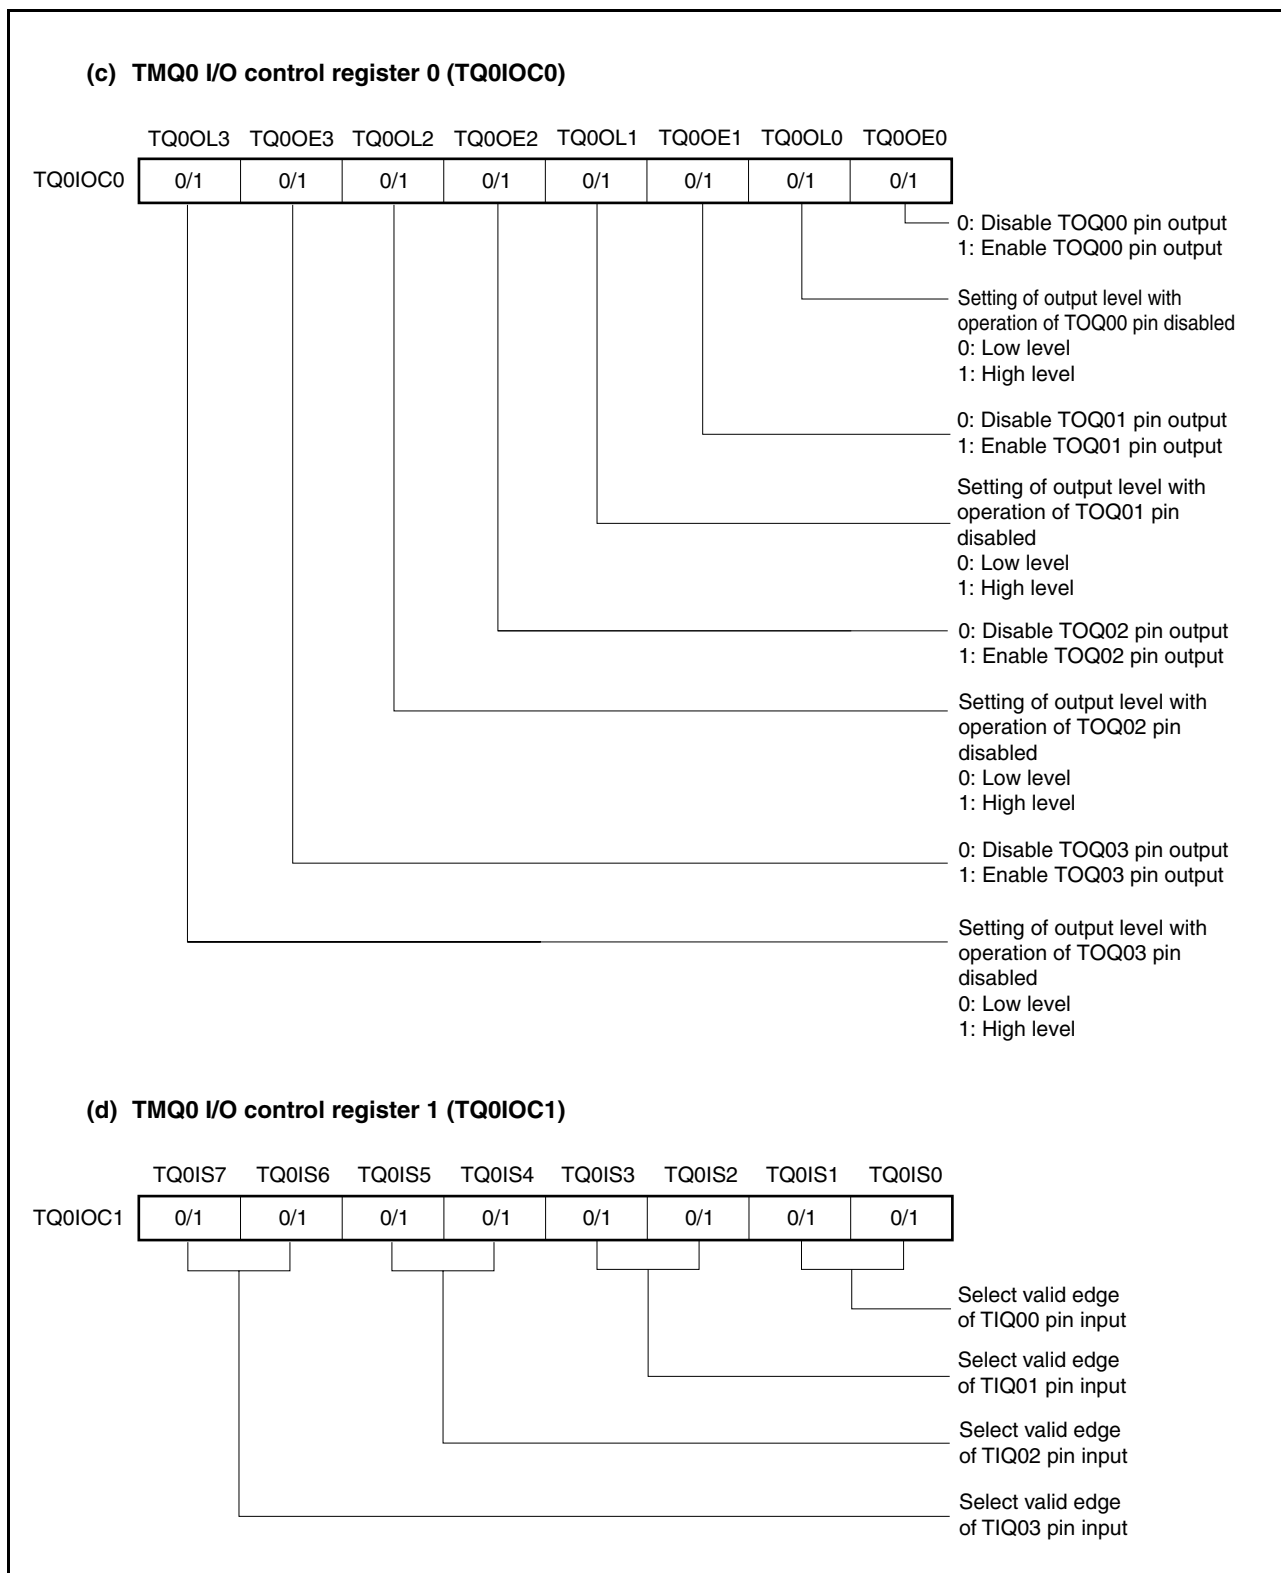 (c) TMQ0 I/O control register 0 (TQ0IOC0)
TQ0OL3 TQ0OE3 TQ0OL2 TQ0OE2 TQ0OL1 TQ0OE1 TQ0OL0 TQ0OE0
TQ0IOC0 0/1 0/1 0/1 0/1 0/1 0/1 0/1 0/1
0: Disable TOQ00 pin output
1: Enable TOQ00 pin output
Setting of output level with
operation of TOQ00 pin disabled
0: Low level
1: High level
0: Disable TOQ01 pin output
1: Enable TOQ01 pin output
Setting of output level with
operation of TOQ01 pin
disabled
0: Low level
1: High level
0: Disable TOQ02 pin output
1: Enable TOQ02 pin output
Setting of output level with
operation of TOQ02 pin
disabled
0: Low level
1: High level
0: Disable TOQ03 pin output
1: Enable TOQ03 pin output
Setting of output level with
operation of TOQ03 pin
disabled
0: Low level
1: High level
(d) TMQ0 I/O control register 1 (TQ0IOC1)
TQ0IS7 TQ0IS6 TQ0IS5 TQ0IS4 TQ0IS3 TQ0IS2 TQ0IS1 TQ0IS0
TQ0IOC1 0/1 0/1 0/1 0/1 0/1 0/1 0/1 0/1
Select valid edge
of TIQ00 pin input
Select valid edge
of TIQ01 pin input
Select valid edge
of TIQ02 pin input
Select valid edge
of TIQ03 pin input